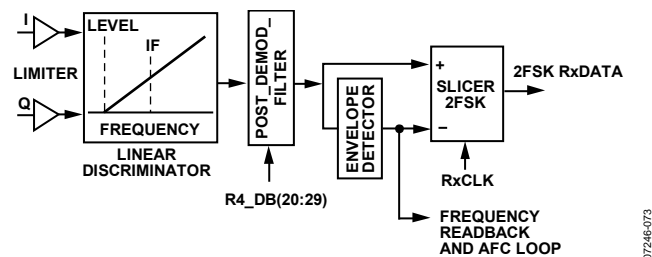 I
LIMITER
Q
LEVEL
IF
FREQUENCY
LINEAR
DISCRIMINATOR
POST_DEMOD_
FILTER
R4_DB(20:29)
ENVELOPE
DETECTOR
+
SLICER
2FSK
−
RxCLK
2FSK RxDATA
FREQUENCY
READBACK
AND AFC LOOP
07246-073